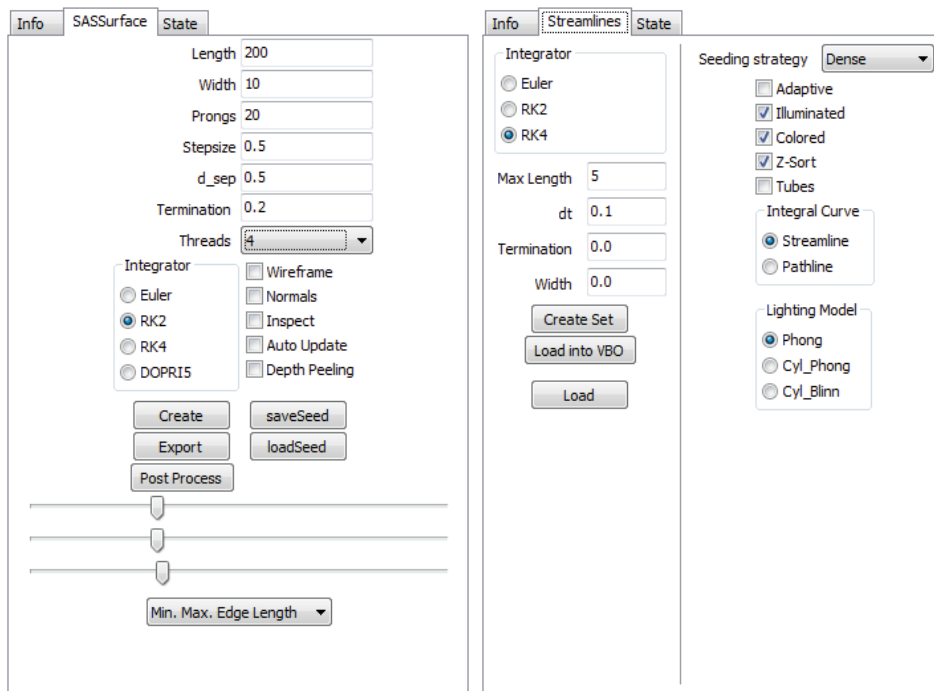 Info SASSurface State
Length 200
Width 10
Prongs 20
Stepsize 0.5
d_sep 0.5
Termination 0.2
Threads 4
Integrator
Euler
RK2
RK4
DOPRI5
Wireframe
Normals
Inspect
Auto Update
Depth Peeling
Create saveSeed
Export loadSeed
Post Process
Min. Max. Edge Length
Info Streamlines State
Integrator
Euler
RK2
RK4
Max Length 5
dt 0.1
Termination 0.0
Width 0.0
Create Set
Load into VBO
Load
Seeding strategy Dense
Adaptive
Illuminated
Colored
Z-Sort
Tubes
Integral Curve
Streamline
Pathline
Lighting Model
Phong
Cyl_Phong
Cyl_Blinn